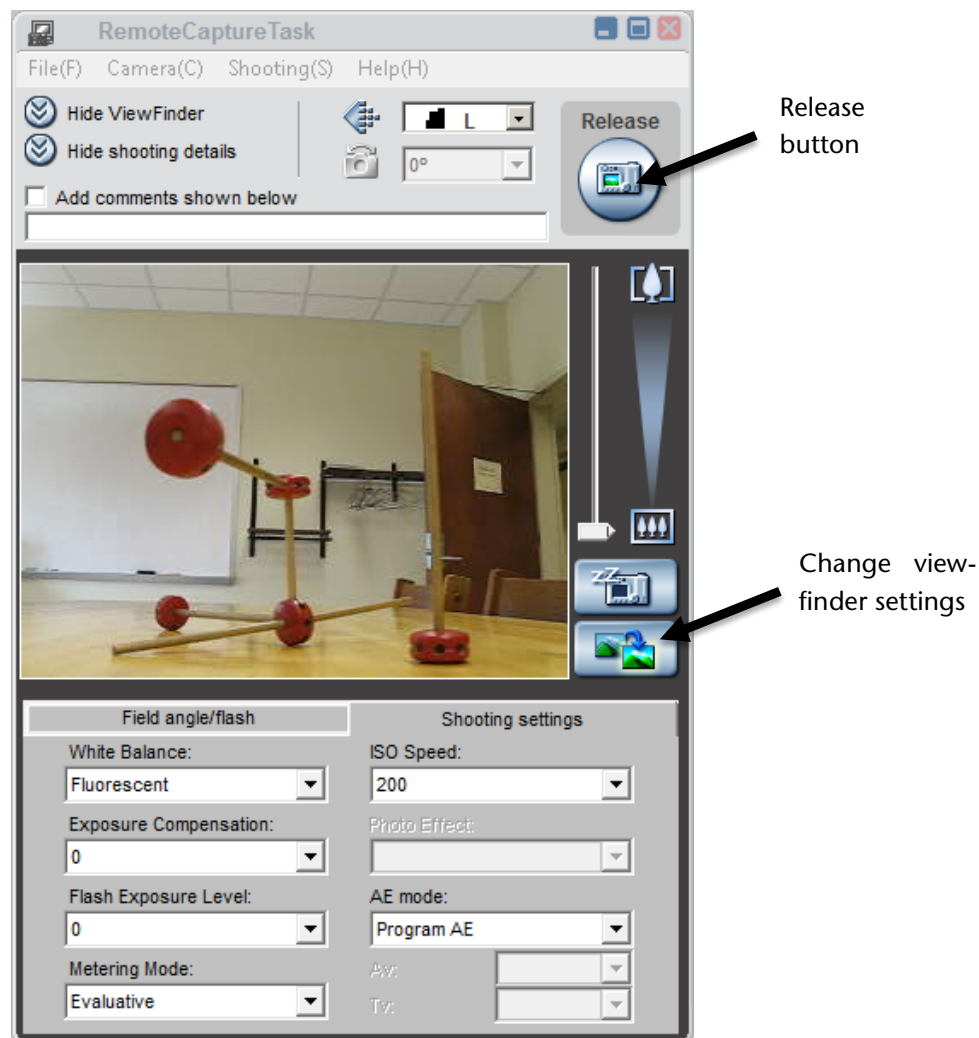 RemoteCaptureTask
File(F) Camera(C) Shooting(S) Help(H)
Hide ViewFinder
Hide shooting details
L
0°
Release
Add comments shown below
Release
button
Change view-
finder settings
Field angle/flash
Shooting settings
White Balance:
ISO Speed:
Fluorescent
200
Exposure Compensation:
Photo Effect:
0
Flash Exposure Level:
AE mode:
0
Program AE
Metering Mode:
Av:
Evaluative
Tv: